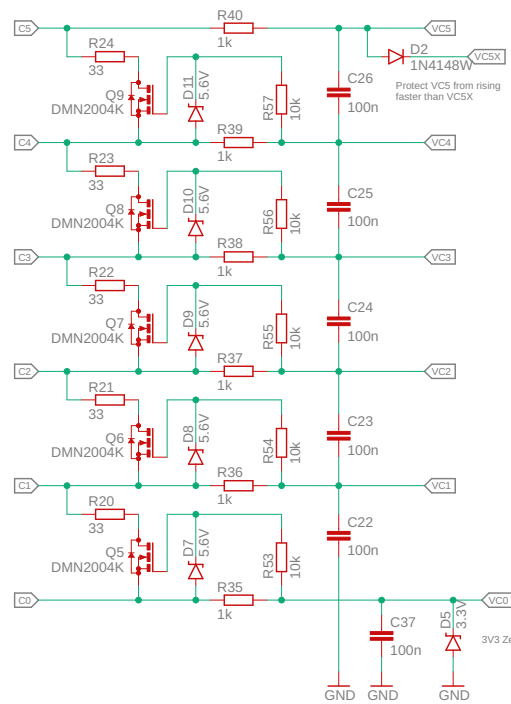 C5
R40
1k
VC5
R24
33
Q9
DMN2004K
D11
5.6V
R57
10k
C26
100n
D2
1N4148W
VC5X
Protect VC5 from rising
faster than VC5X
C4
R39
1k
VC4
R23
33
Q8
DMN2004K
D10
5.6V
R56
10k
C25
100n
C3
R38
1k
VC3
R22
33
Q7
DMN2004K
D9
5.6V
R55
10k
C24
100n
C2
R37
1k
VC2
R21
33
Q6
DMN2004K
D8
5.6V
R54
10k
C23
100n
C1
R36
1k
VC1
R20
33
Q5
DMN2004K
D7
5.6V
R53
10k
C22
100n
C0
R35
1k
VC0
C37
100n
D5
3.3V
3V3 Ze
GND
GND
GND